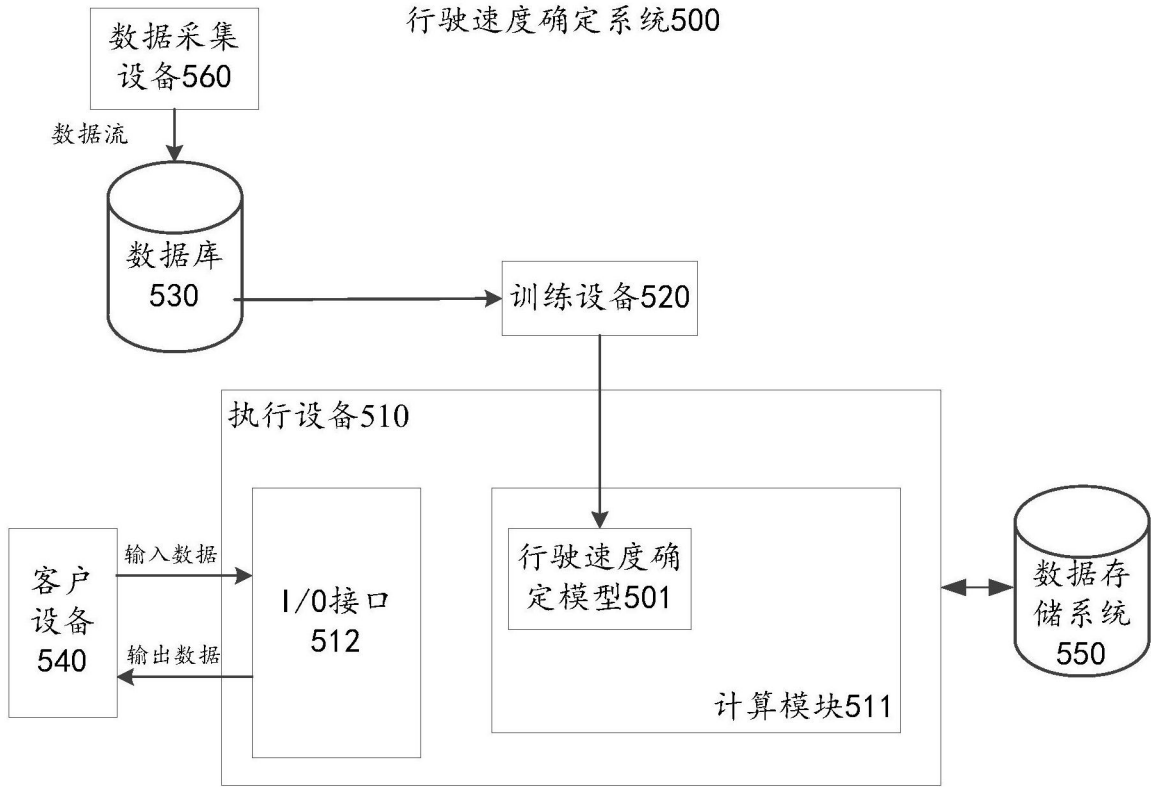 行驶速度确定系统500
数据采集
设备560
数据流
数据库
530
训练设备520
执行设备510
客户
设备
540
输入数据
输出数据
I/O接口
512
行驶速度确
定模型501
计算模块511
数据存
储系统
550